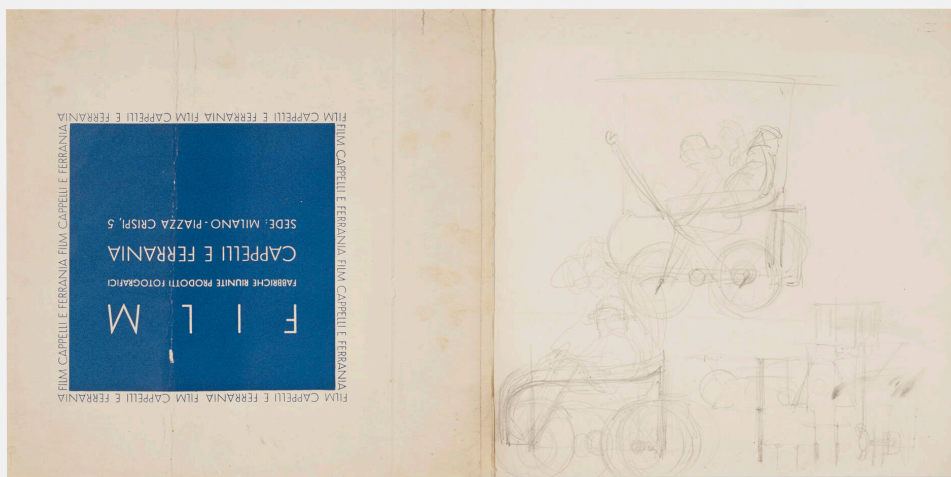 FILM CAPPELLI E FERRANIA FILM CAPPELLI E FERRANIA
FILM CAPPELLI E FERRANIA FILM CAPPELLI E FERRANIA
FILM
FABBRICHE RIUNITE PRODOTTI FOTOGRAFICI
CAPPELLI E FERRANIA
SEDE: MILANO - PIAZZA CRISPI, 5
FILM CAPPELLI E FERRANIA FILM CAPPELLI E FERRANIA
FILM CAPPELLI E FERRANIA FILM CAPPELLI E FERRANIA